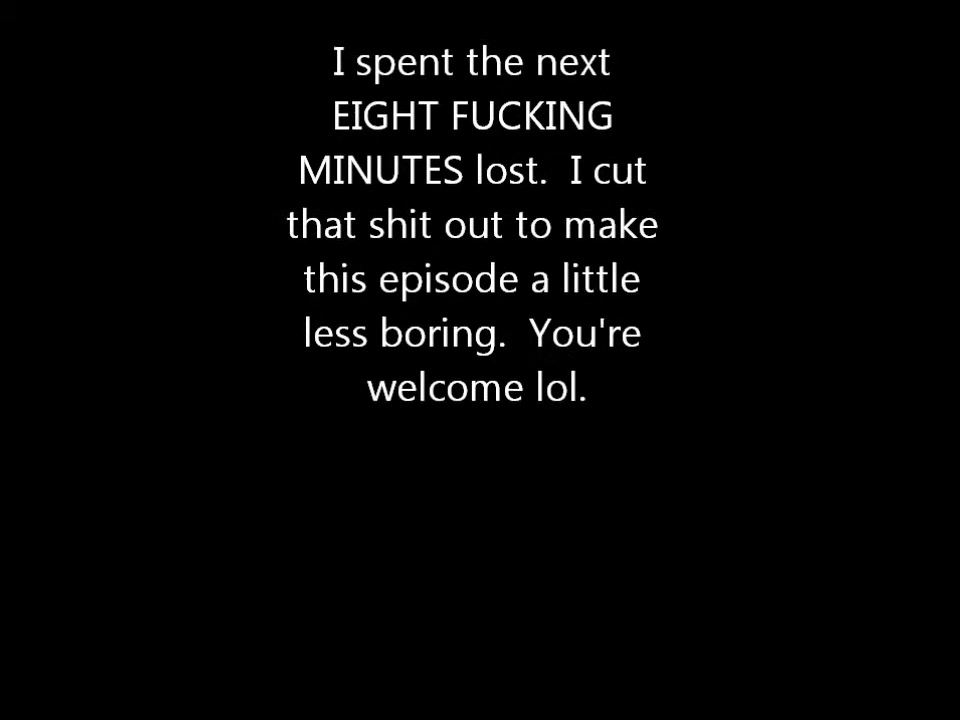 I spent the next
EIGHT FUCKING
MINUTES lost.  I cut
that shit out to make
this episode a little
less boring.  You're
welcome lol.